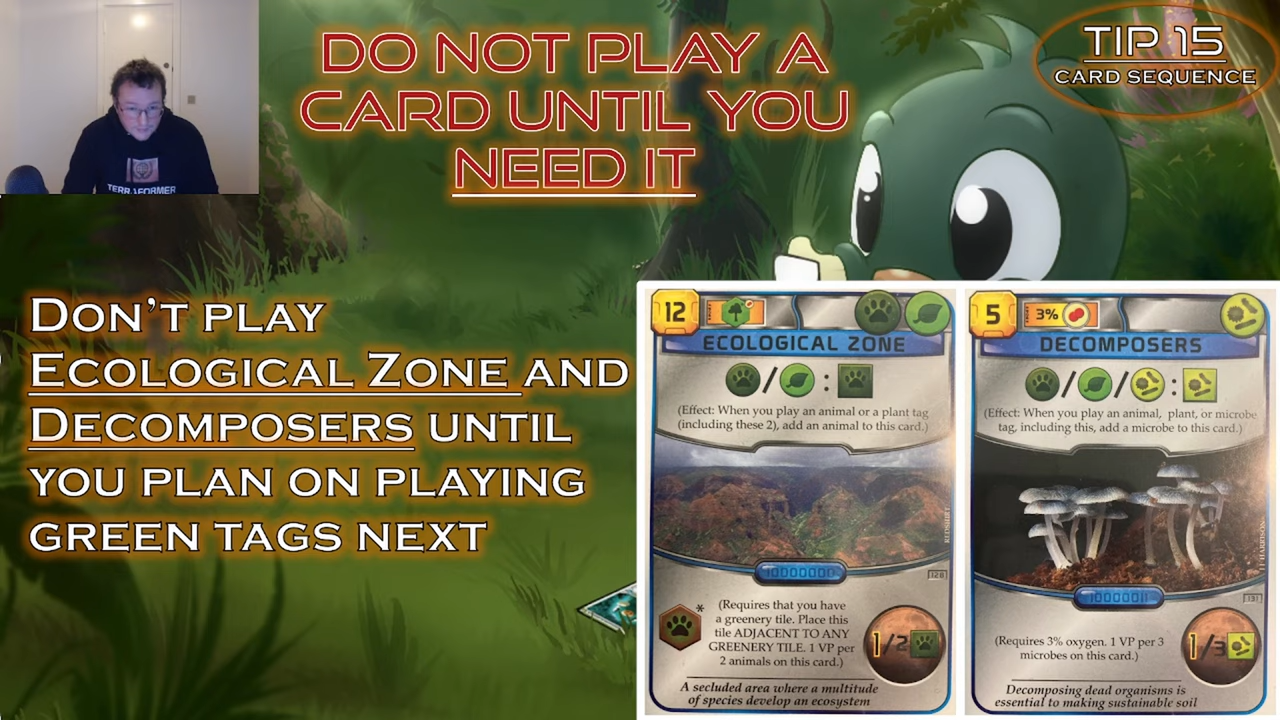 DO NOT PLAY A
CARD UNTIL YOU
NEED IT
TIP 15
CARD SEQUENCE
TERRAFORMER
DON'T PLAY
ECOLOGICAL ZONE AND
DECOMPOSERS UNTIL
YOU PLAN ON PLAYING
GREEN TAGS NEXT
12
ECOLOGICAL ZONE
/ :
(Effect: When you play an animal or a plant tag
(including these 2), add an animal to this card.)
128
*
(Requires that you have
a greenery tile. Place this
tile ADJACENT TO ANY
GREENERY TILE. 1 VP per
2 animals on this card.)
1/2
A secluded area where a multitude
of species develop an ecosystem
5
3%
DECOMPOSERS
/ / :
(Effect: When you play an animal, plant, or microbe
tag, including this, add a microbe to this card.)
10000011
131
(Requires 3% oxygen. 1 VP per 3
microbes on this card.)
1/3
Decomposing dead organisms is
essential to making sustainable soil